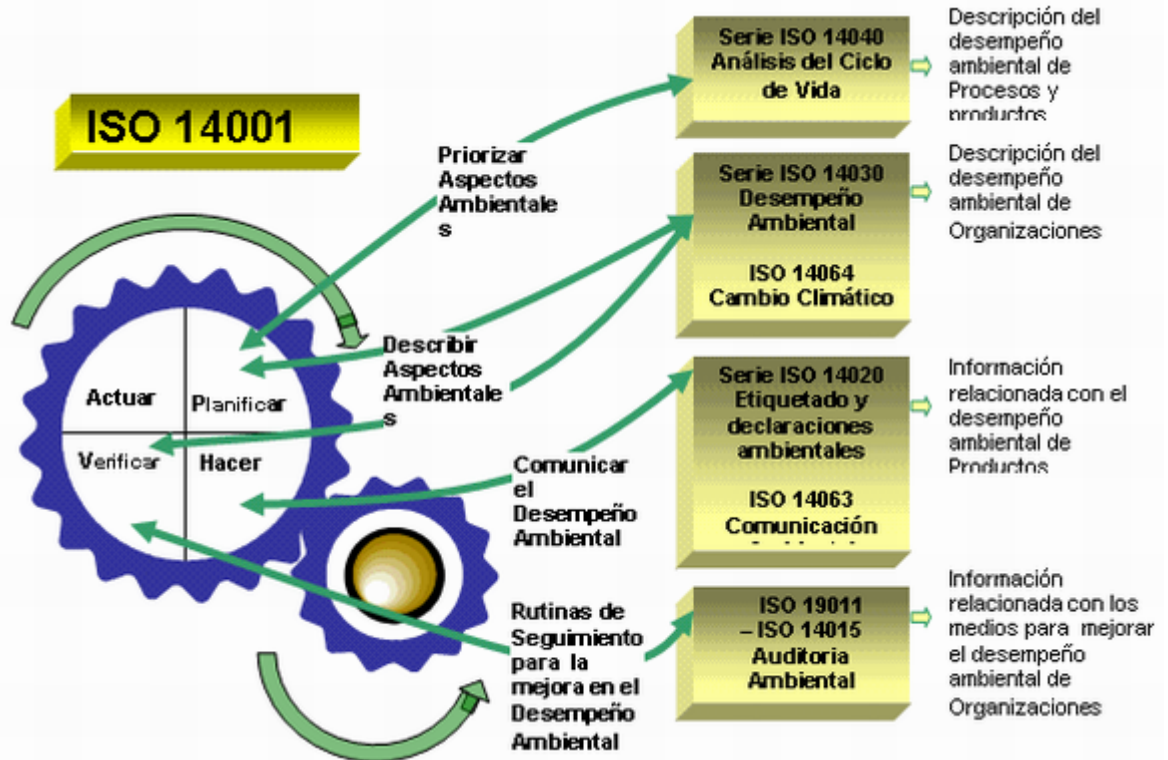 ISO 14001
Actuar
Planificar
Verificar
Hacer
Priorizar
Aspectos
Ambientale
s
Describir
Aspectos
Ambientale
s
Comunicar
el
Desempeño
Ambiental
Rutinas de
Seguimiento
para la
mejora en el
Desempeño
Ambiental
Serie ISO 14040
Análisis del Ciclo
de Vida
Descripción del
desempeño
ambiental de
Procesos y
productos
Serie ISO 14030
Desempeño
Ambiental
ISO 14064
Cambio Climático
Descripción del
desempeño
ambiental de
Organizaciones
Serie ISO 14020
Etiquetado y
declaraciones
ambientales
ISO 14063
Comunicación
Información
relacionada con el
desempeño
ambiental de
Productos
ISO 19011
– ISO 14015
Auditoria
Ambiental
Información
relacionada con los
medios para mejorar
el desempeño
ambiental de
Organizaciones